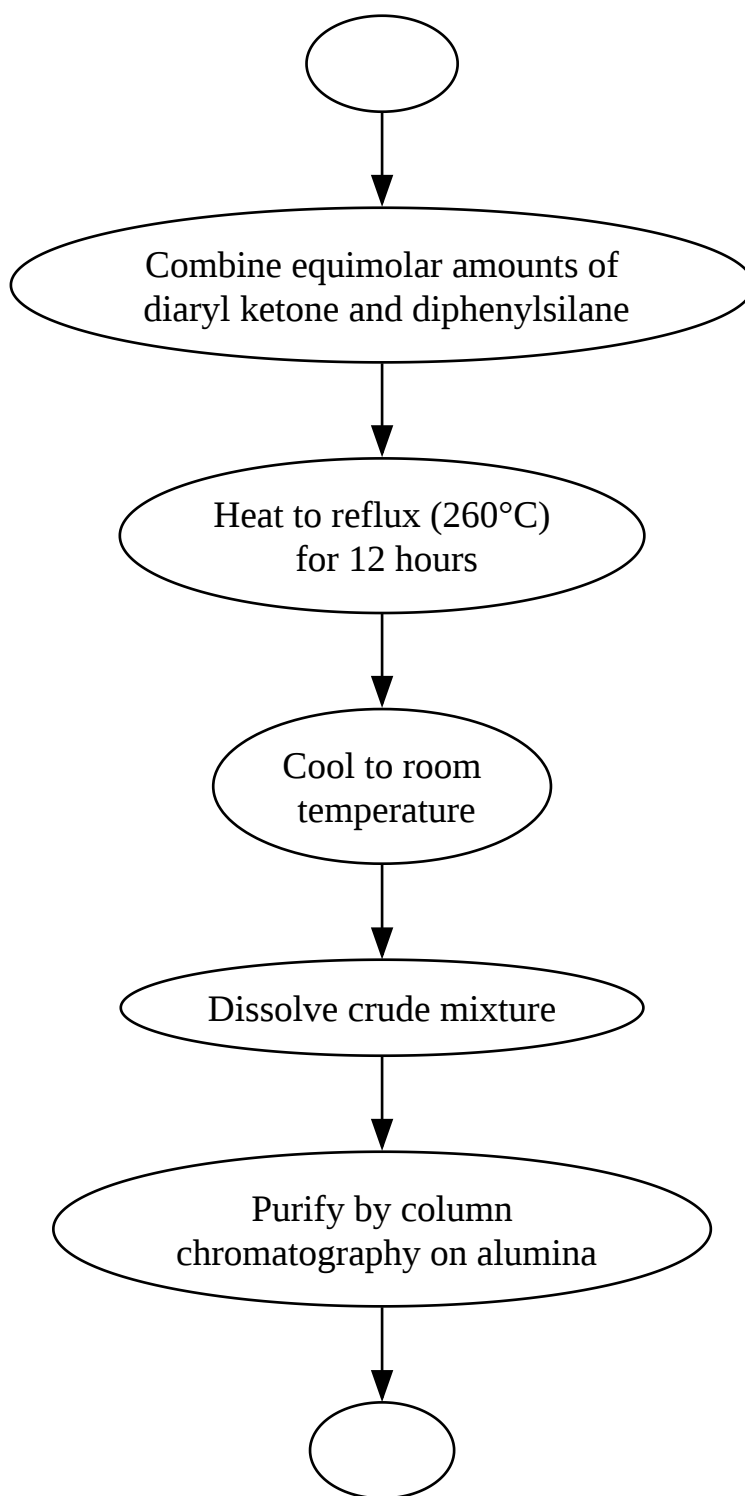 Combine equimolar amounts of
diaryl ketone and diphenylsilane
Heat to reflux (260°C)
for 12 hours
Cool to room
temperature
Dissolve crude mixture
Purify by column
chromatography on alumina